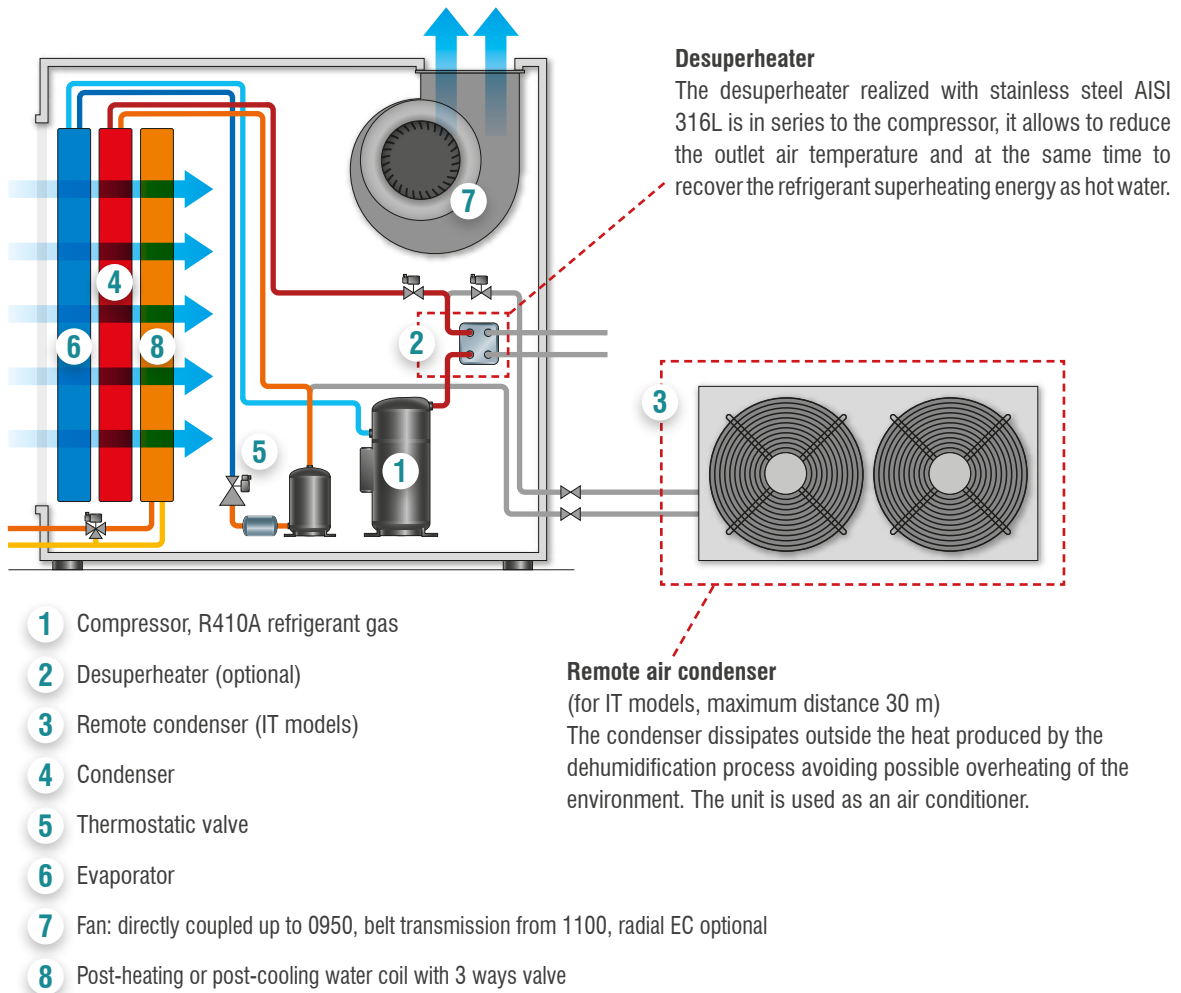 Desuperheater
The desuperheater realized with stainless steel AISI
316L is in series to the compressor, it allows to reduce
the outlet air temperature and at the same time to
recover the refrigerant superheating energy as hot water.
7
4
2
6
8
3
5
1
1 Compressor, R410A refrigerant gas
2 Desuperheater (optional)
3 Remote condenser (IT models)
4 Condenser
5 Thermostatic valve
6 Evaporator
7 Fan: directly coupled up to 0950, belt transmission from 1100, radial EC optional
8 Post-heating or post-cooling water coil with 3 ways valve
Remote air condenser
(for IT models, maximum distance 30 m)
The condenser dissipates outside the heat produced by the
dehumidification process avoiding possible overheating of the
environment. The unit is used as an air conditioner.